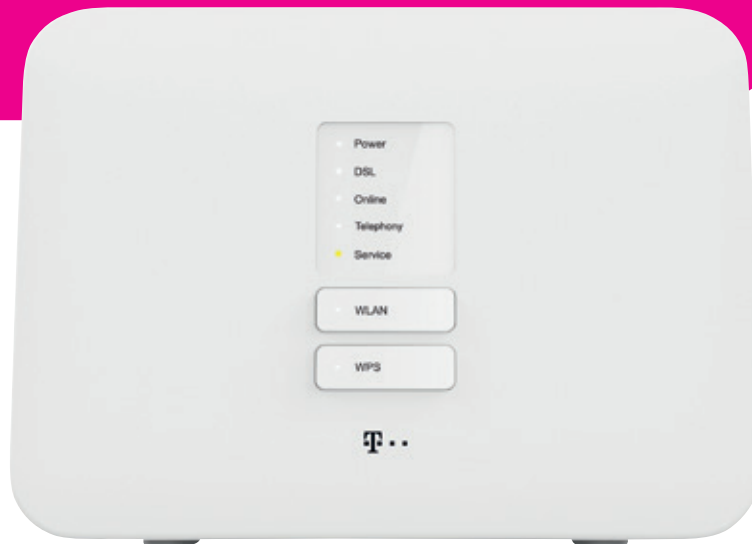 Power
DSL
Online
Telephony
Service
WLAN
WPS
T